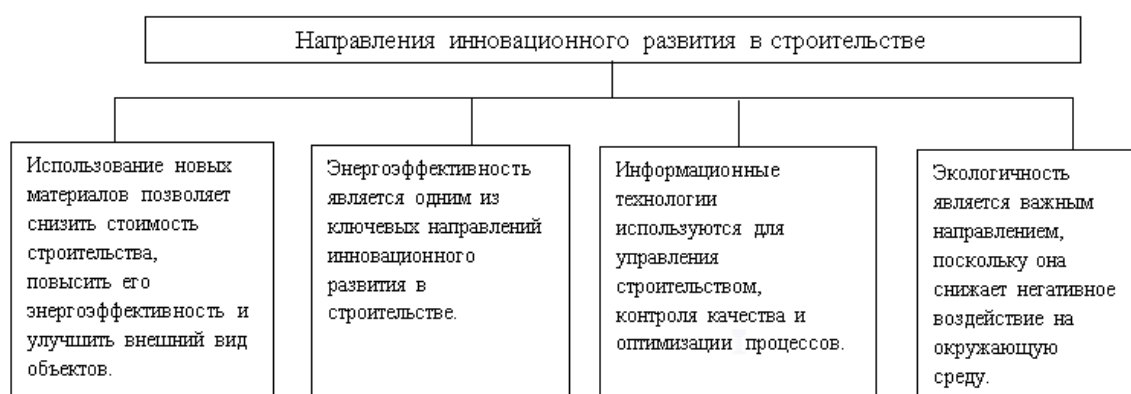 Направления инновационного развития в строительстве
Использование новых
материалов позволяет
снизить стоимость
строительства,
повысить его
энергоэффективность и
улучшить внешний вид
объектов.
Энергоэффективность
является одним из
ключевых направлений
инновационного
развития в
строительстве.
Информационные
технологии
используются для
управления
строительством,
контроля качества и
оптимизации процессов.
Экологичность
является важным
направлением,
поскольку она
снижает негативное
воздействие на
окружающую
среду.